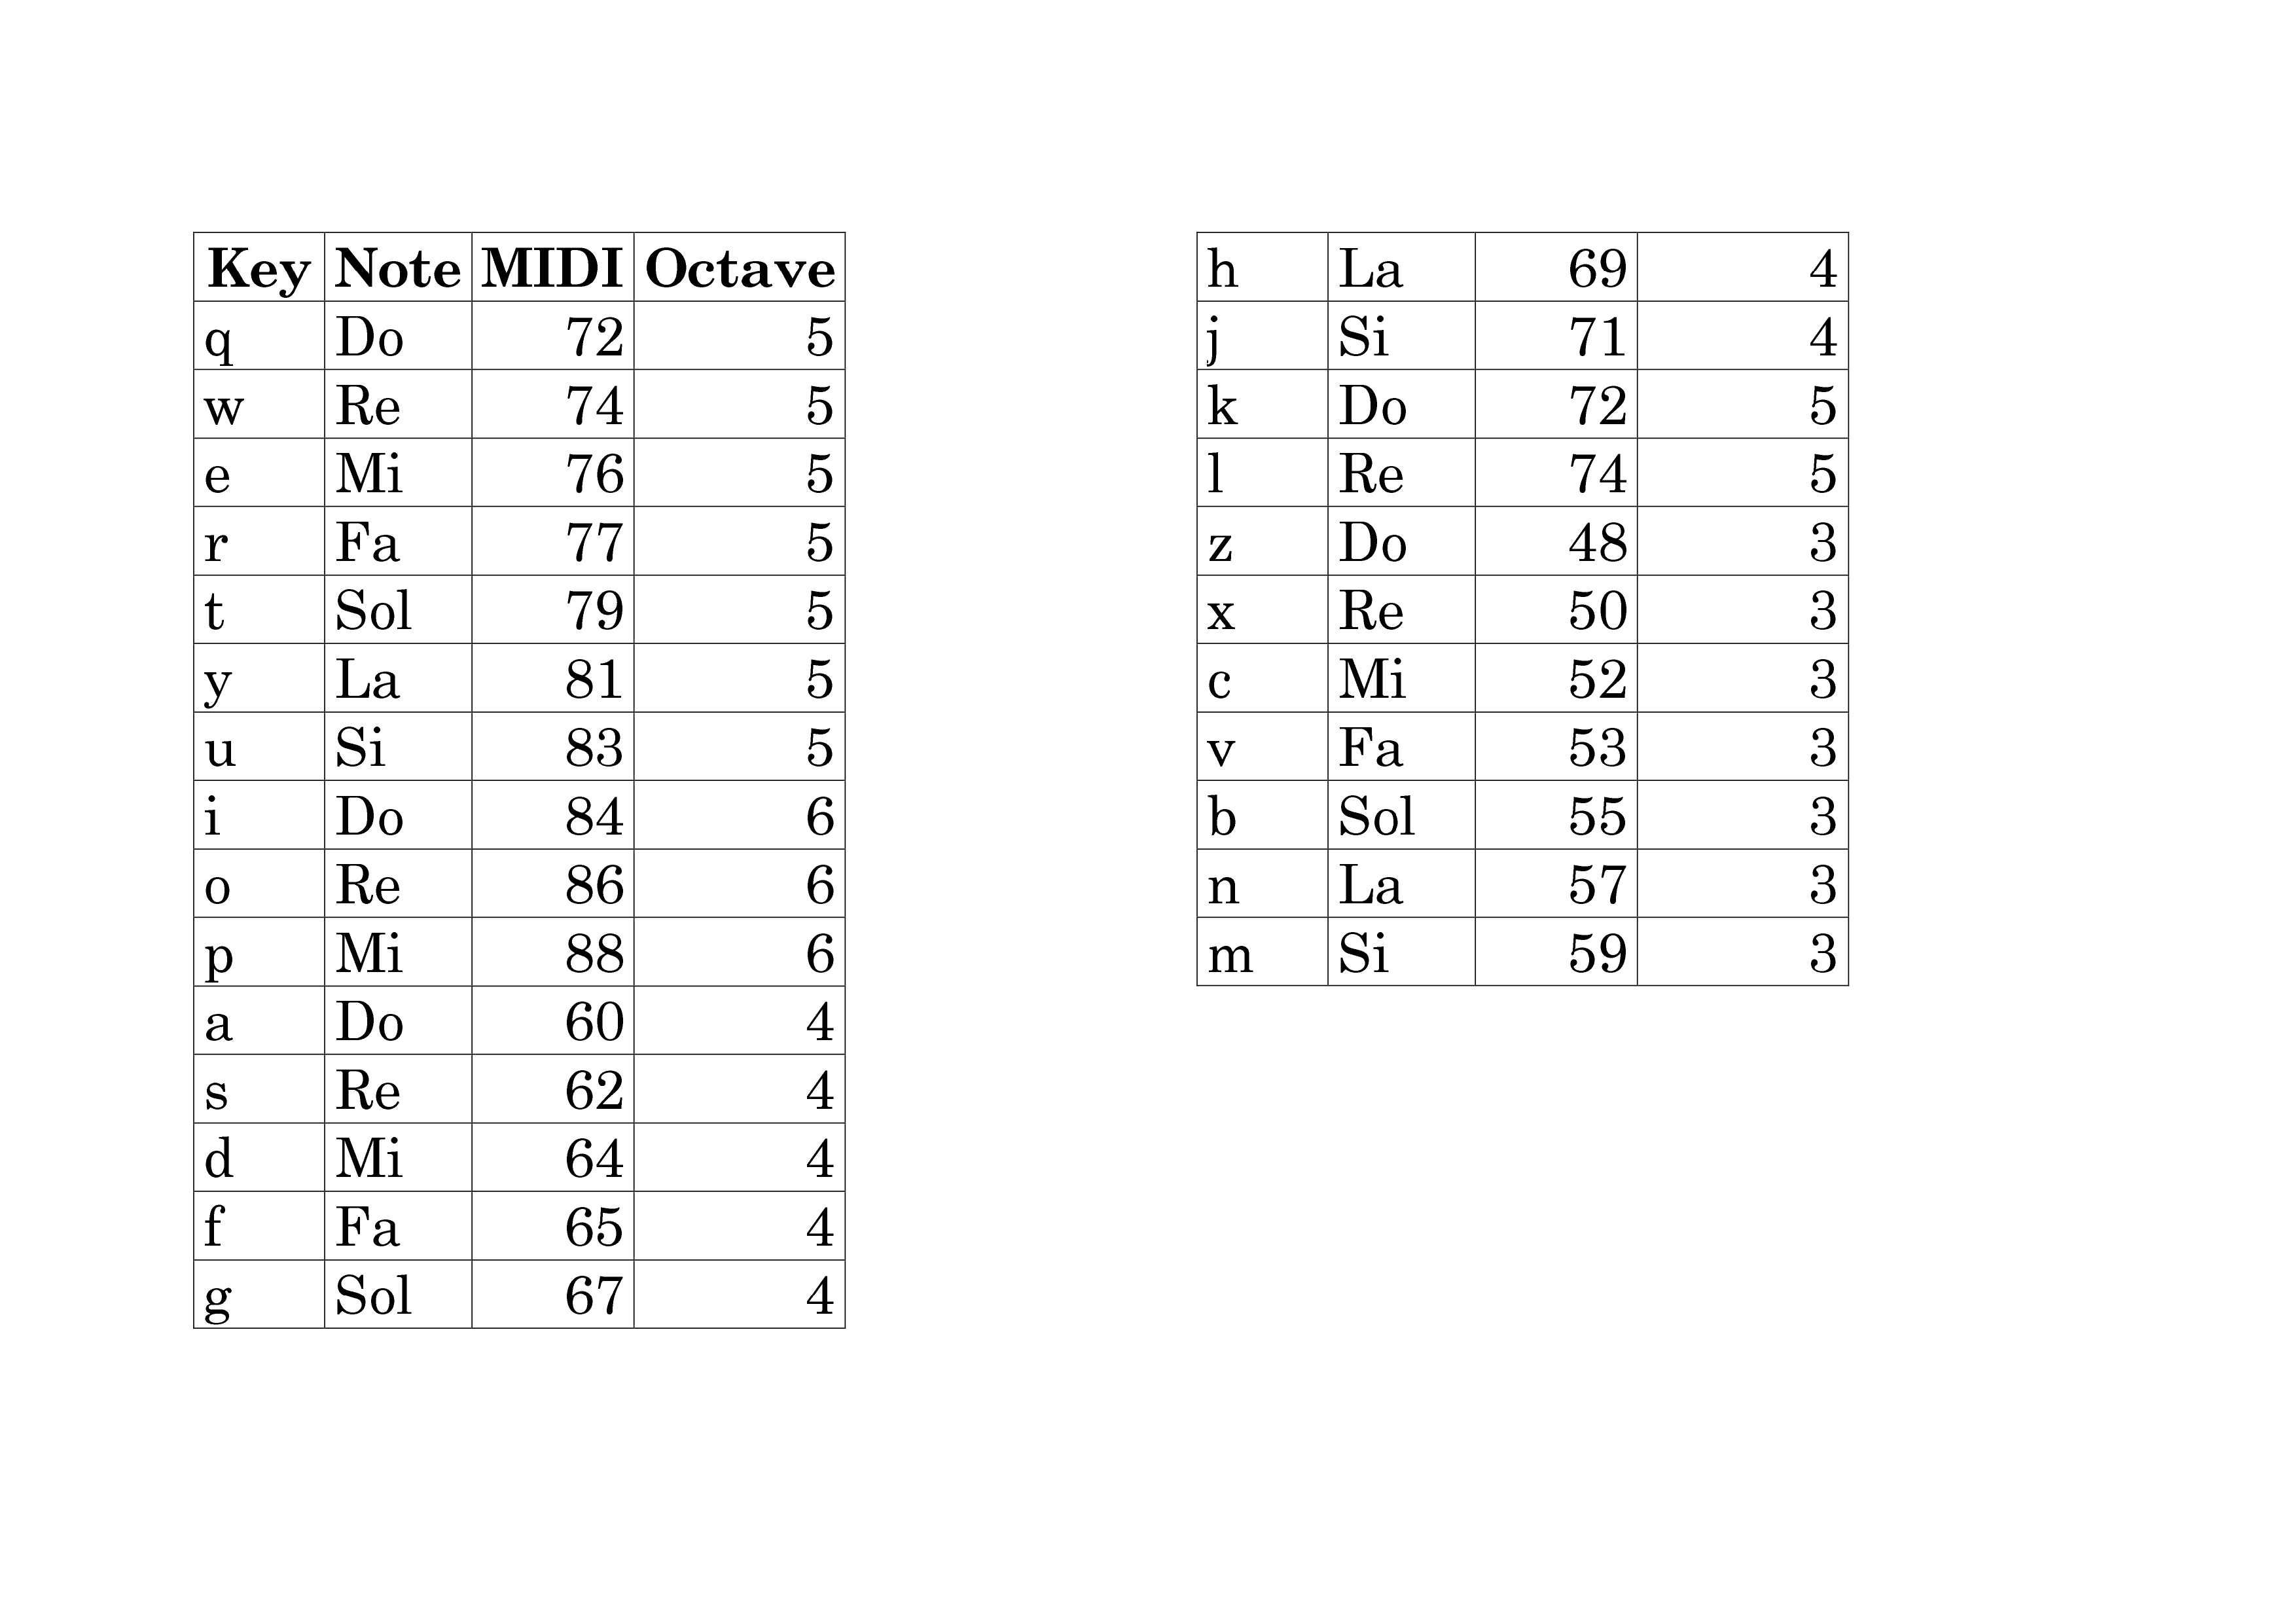 Key Note MIDI Octave
q Do 72 5
w Re 74 5
e Mi 76 5
r Fa 77 5
t Sol 79 5
y La 81 5
u Si 83 5
i Do 84 6
o Re 86 6
p Mi 88 6
a Do 60 4
s Re 62 4
d Mi 64 4
f Fa 65 4
g Sol 67 4
h La 69 4
j Si 71 4
k Do 72 5
l Re 74 5
z Do 48 3
x Re 50 3
c Mi 52 3
v Fa 53 3
b Sol 55 3
n La 57 3
m Si 59 3